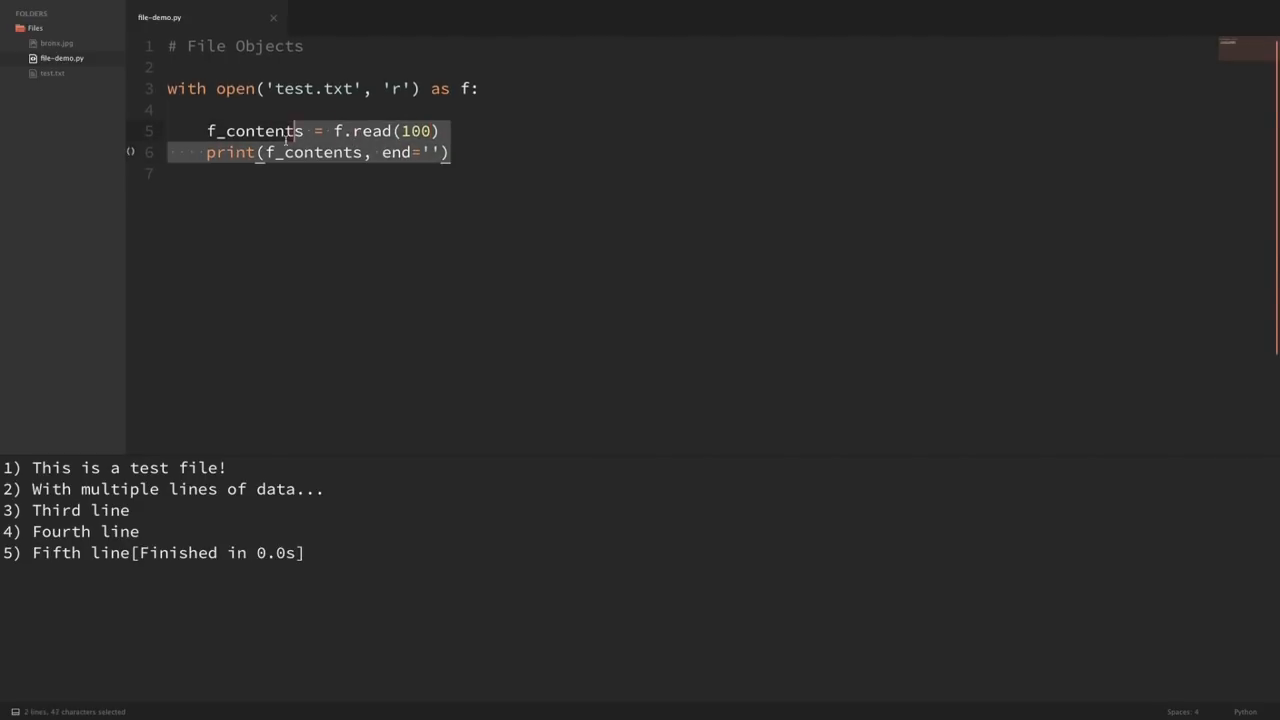 FOLDERS
Files
bronx.jpg
file-demo.py
test.txt
file-demo.py
1 # File Objects
2
3 with open('test.txt', 'r') as f:
4
5 f_contents = f.read(100)
() 6 print(f_contents, end='')
7
1) This is a test file!
2) With multiple lines of data...
3) Third line
4) Fourth line
5) Fifth line[Finished in 0.0s]
2 lines, 47 characters selected
Spaces: 4
Python